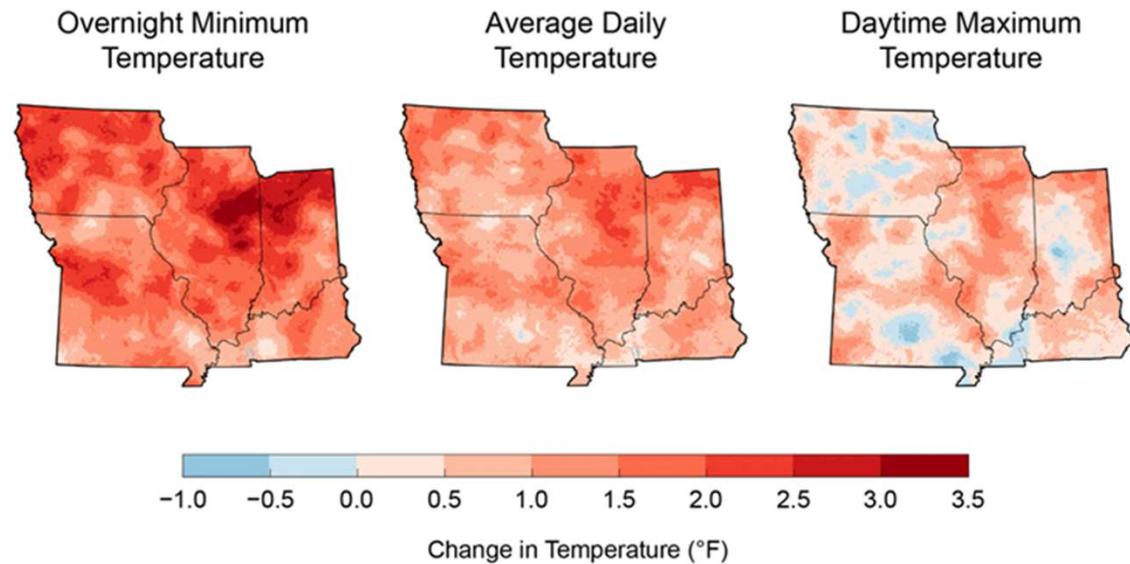 Overnight Minimum
Temperature
Average Daily
Temperature
Daytime Maximum
Temperature
−1.0 −0.5 0.0 0.5 1.0 1.5 2.0 2.5 3.0 3.5
Change in Temperature (°F)